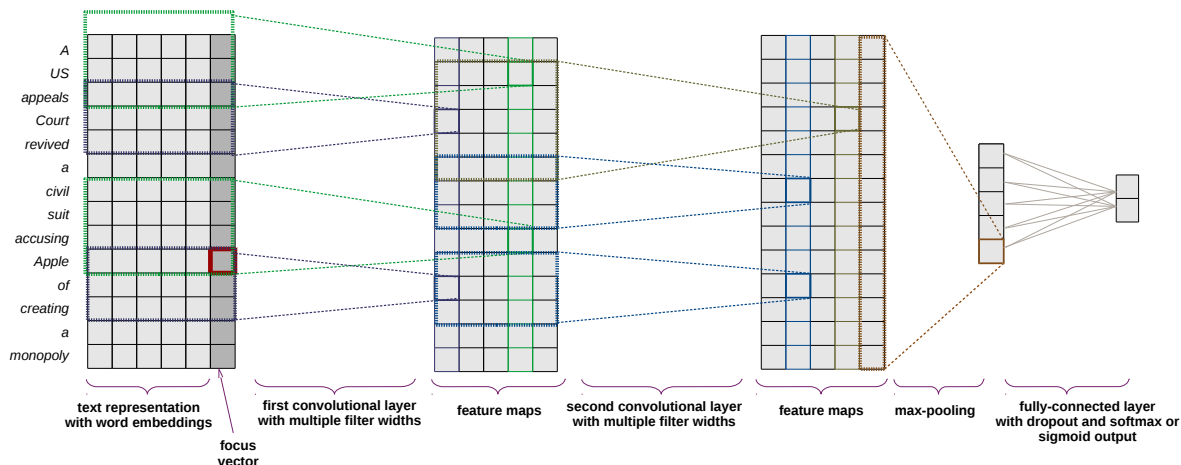 A
US
appeals
Court
revived
a
civil
suit
accusing
Apple
of
creating
a
monopoly
text representation
with word embeddings
focus
vector
first convolutional layer
with multiple filter widths
feature maps
second convolutional layer
with multiple filter widths
feature maps
max-pooling
fully-connected layer
with dropout and softmax or
sigmoid output